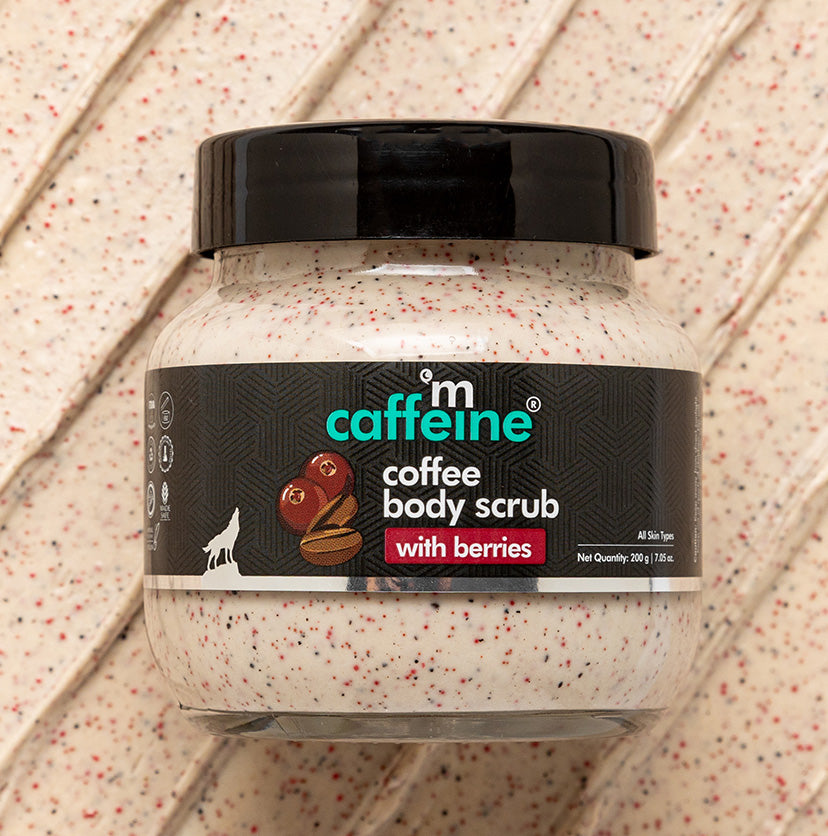 'm
caffeine®
coffee
body scrub
with berries
All Skin Types
Net Quantity: 200 g | 7.05 oz.